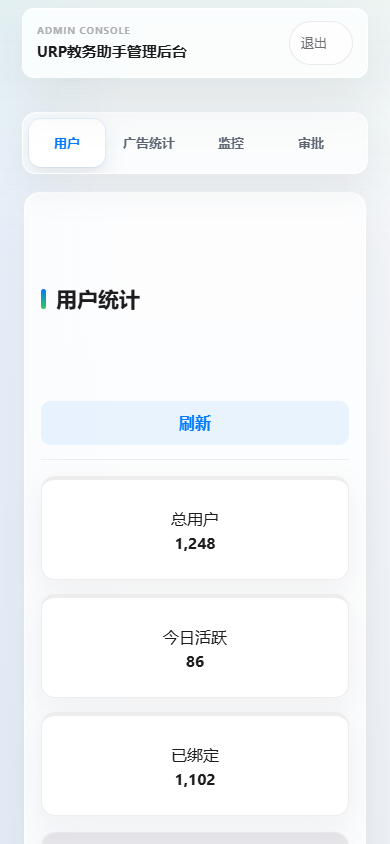 ADMIN CONSOLE
URP教务助手管理后台
退出
用户 广告统计 监控 审批
用户统计
刷新
总用户
1,248
今日活跃
86
已绑定
1,102